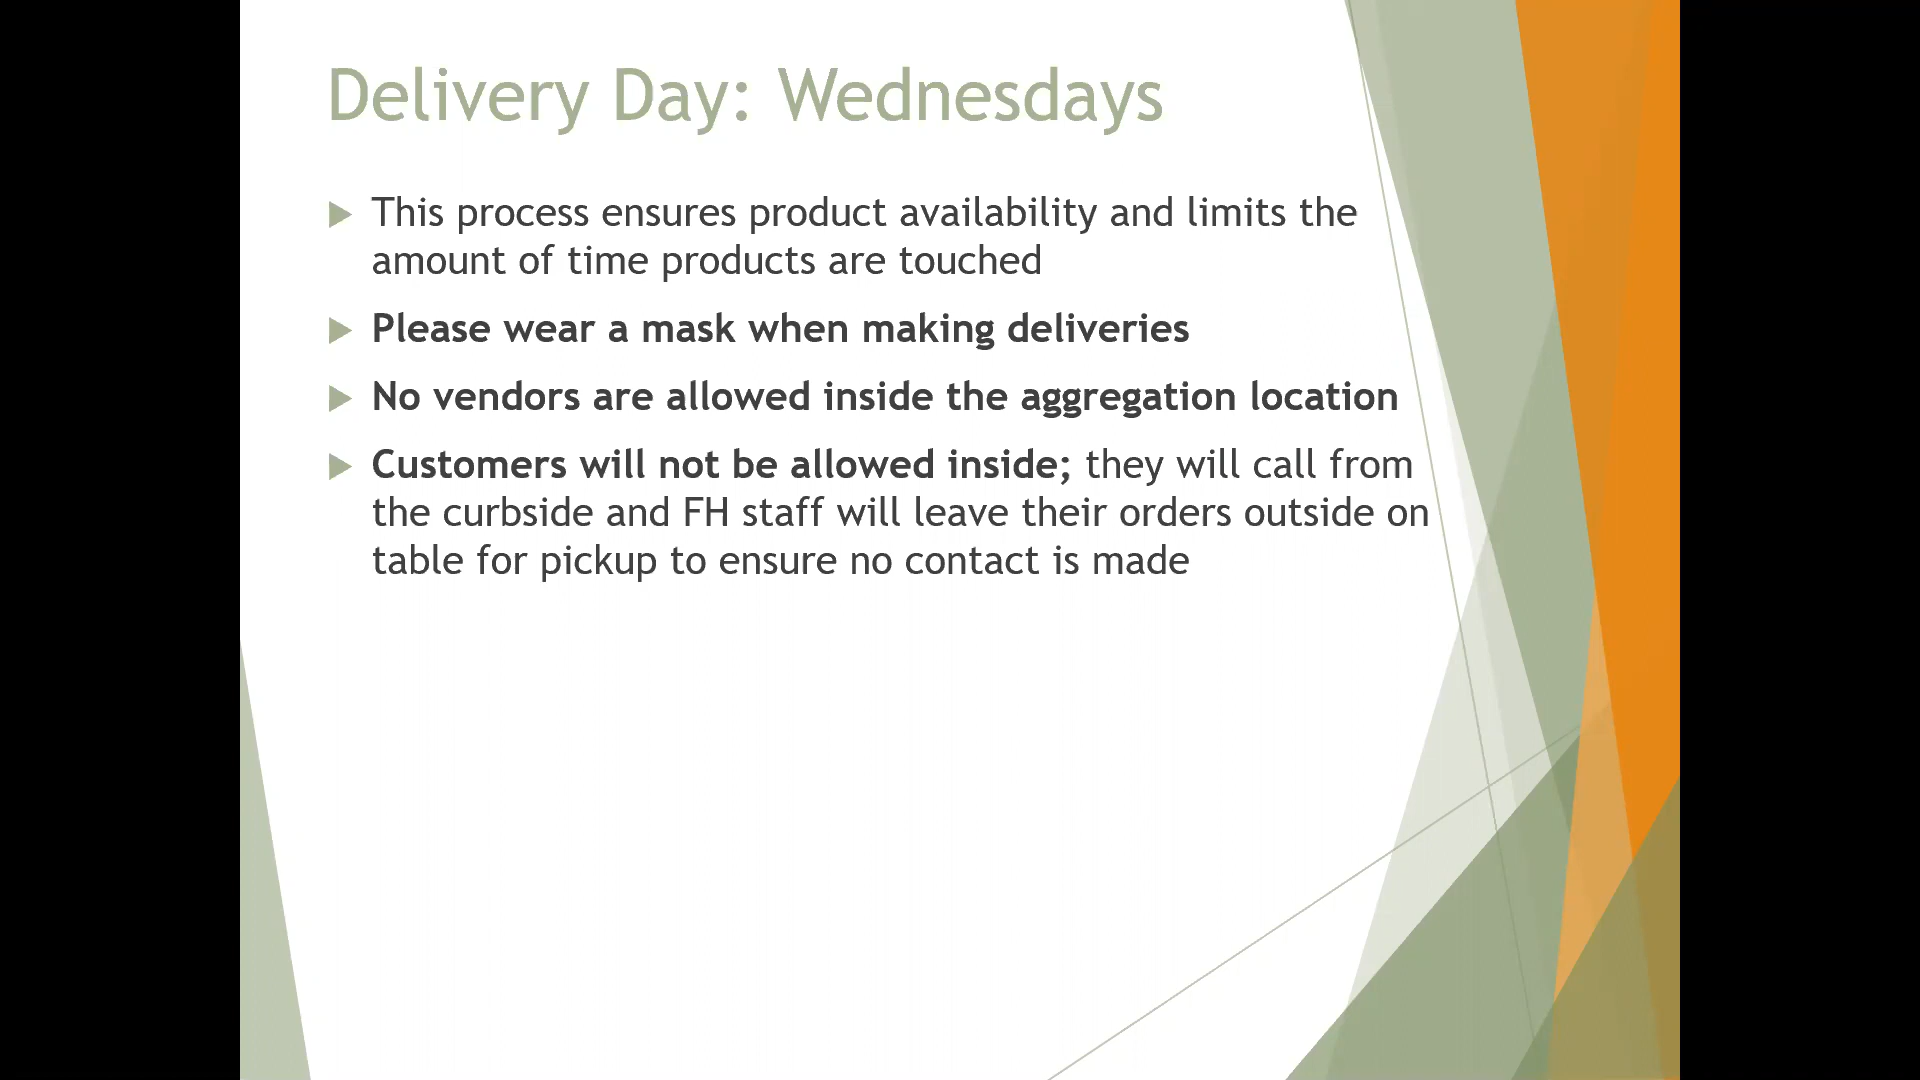 Delivery Day: Wednesdays
This process ensures product availability and limits the
amount of time products are touched
Please wear a mask when making deliveries
No vendors are allowed inside the aggregation location
Customers will not be allowed inside; they will call from
the curbside and FH staff will leave their orders outside on
table for pickup to ensure no contact is made